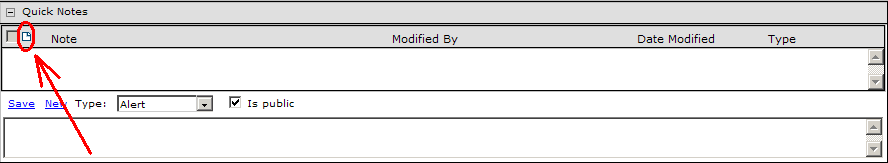 Quick Notes
Note Modified By Date Modified Type
Save New Type: Alert Is public